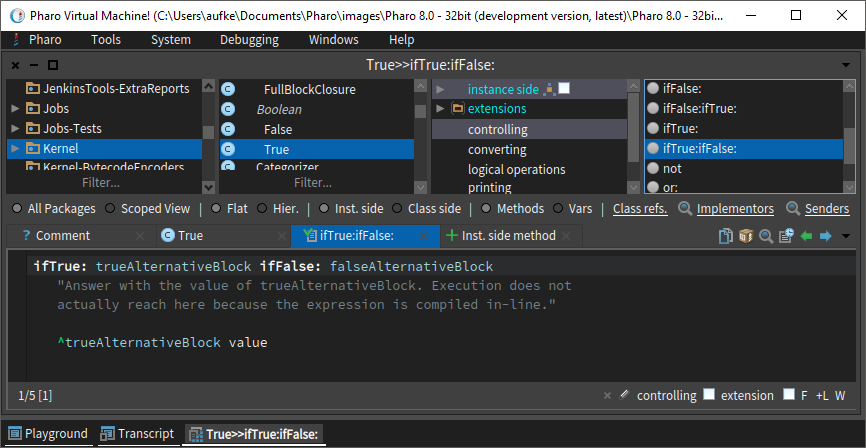 Pharo Virtual Machine! (C:\Users\aufke\Documents\Pharo\images\Pharo 8.0 - 32bit (development version, latest)\Pharo 8.0 - 32bi...
Pharo Tools System Debugging Windows Help
True>>ifTrue:ifFalse:
JenkinsTools-ExtraReports
Jobs
Jobs-Tests
Kernel
Kernel-BytecodeEncoders
Filter...
FullBlockClosure
Boolean
False
True
Categorizer
Filter...
instance side
extensions
controlling
converting
logical operations
printing
ifFalse:
ifFalse:ifTrue:
ifTrue:
ifTrue:ifFalse:
not
or:
All Packages Scoped View | Flat Hier. | Inst. side Class side | Methods Vars | Class refs. Implementors Senders
? Comment True ifTrue:ifFalse: Inst. side method
ifTrue: trueAlternativeBlock ifFalse: falseAlternativeBlock
"Answer with the value of trueAlternativeBlock. Execution does not
actually reach here because the expression is compiled in-line."
^trueAlternativeBlock value
1/5 [1] controlling extension F +L W
Playground Transcript True>>ifTrue:ifFalse: